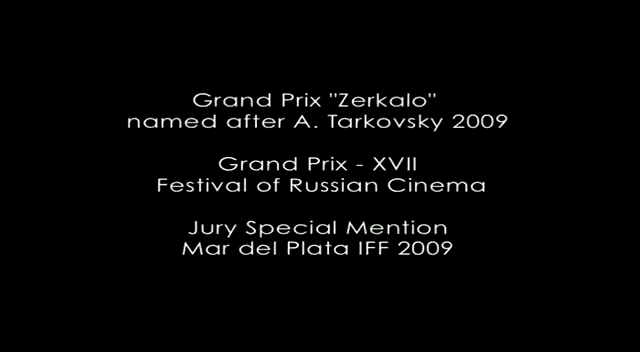 Grand Prix "Zerkalo"
named after A. Tarkovsky 2009
Grand Prix - XVII
Festival of Russian Cinema
Jury Special Mention
Mar del Plata IFF 2009